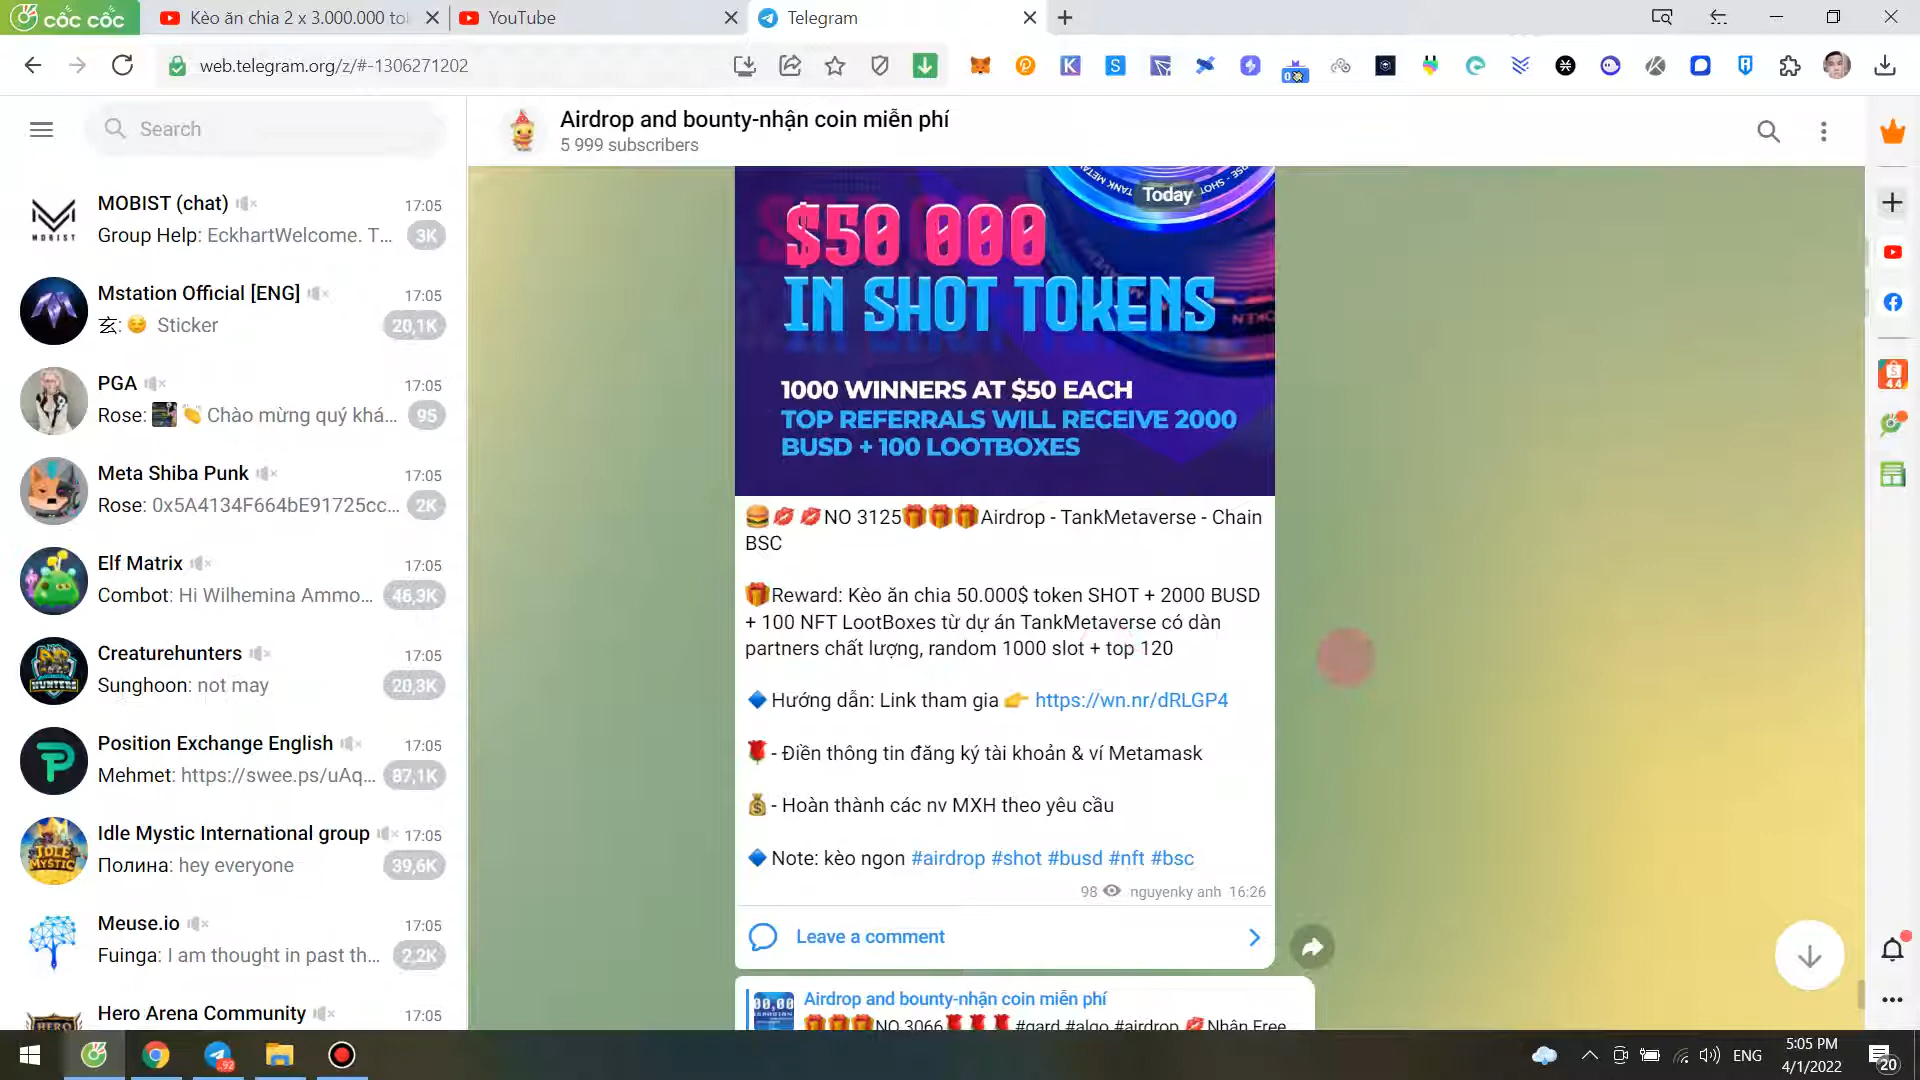 cốc cốc
Kèo ăn chia 2 x 3.000.000 to
YouTube
Telegram
web.telegram.org/z/#-1306271202
Search
Airdrop and bounty-nhận coin miễn phí
5 999 subscribers
MOBIST (chat)
17:05
Group Help: EckhartWelcome. T...
3K
Mstation Official [ENG]
17:05
玄: Sticker
20,1K
PGA
17:05
Rose: Chào mừng quý khá...
95
Meta Shiba Punk
17:05
Rose: 0x5A4134F664bE91725cc...
2K
Elf Matrix
17:05
Combot: Hi Wilhemina Ammo...
46,3K
Creaturehunters
17:05
Sunghoon: not may
20,3K
Position Exchange English
17:05
Mehmet: https://swee.ps/uAq...
87,1K
Idle Mystic International group
17:05
Полина: hey everyone
39,6K
Meuse.io
17:05
Fuinga: I am thought in past th...
2,2K
Hero Arena Community
17:05
Today
$50 000
IN SHOT TOKENS
1000 WINNERS AT $50 EACH
TOP REFERRALS WILL RECEIVE 2000
BUSD + 100 LOOTBOXES
NO 3125Airdrop - TankMetaverse - Chain
BSC
Reward: Kèo ăn chia 50.000$ token SHOT + 2000 BUSD
+ 100 NFT LootBoxes từ dự án TankMetaverse có dàn
partners chất lượng, random 1000 slot + top 120
Hướng dẫn: Link tham gia https://wn.nr/dRLGP4
- Điền thông tin đăng ký tài khoản & ví Metamask
- Hoàn thành các nv MXH theo yêu cầu
Note: kèo ngon #airdrop #shot #busd #nft #bsc
98 nguyenky anh 16:26
Leave a comment
Airdrop and bounty-nhận coin miễn phí
NO 3066 #gard #algo #airdrop Nhận Free
ENG
5:05 PM
4/1/2022
20